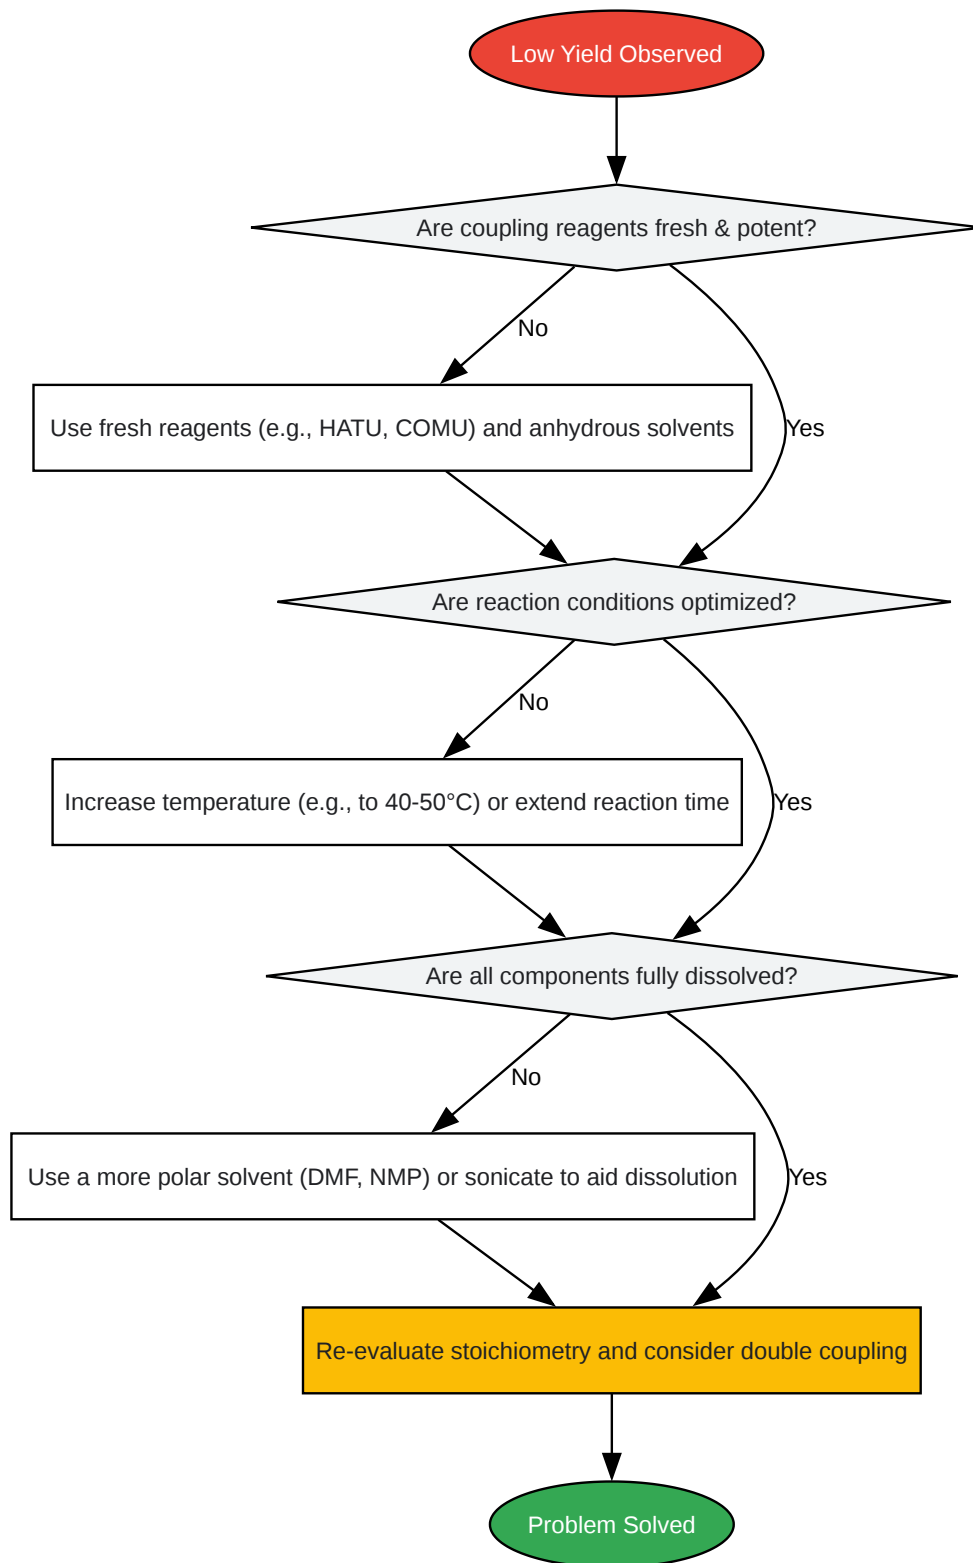 Low Yield Observed
Are coupling reagents fresh & potent?
No
Use fresh reagents (e.g., HATU, COMU) and anhydrous solvents
Yes
Are reaction conditions optimized?
No
Increase temperature (e.g., to 40-50°C) or extend reaction time
Yes
Are all components fully dissolved?
No
Use a more polar solvent (DMF, NMP) or sonicate to aid dissolution
Yes
Re-evaluate stoichiometry and consider double coupling
Problem Solved